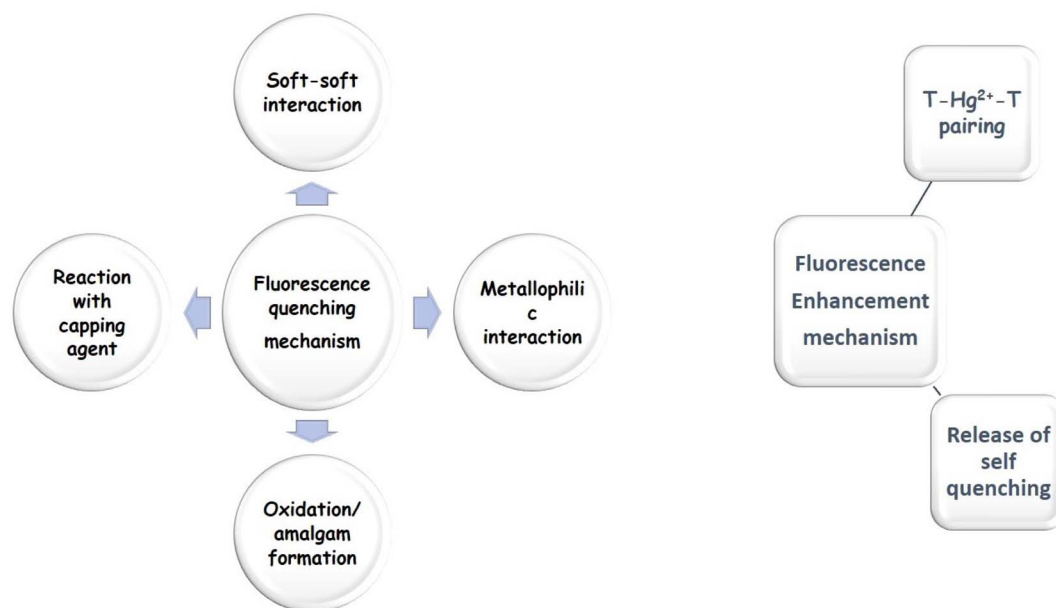 Soft-soft
interaction
Reaction
with
capping
agent
Fluorescence
quenching
mechanism
Metallophili
c
interaction
Oxidation/
amalgam
formation
T-Hg²⁺-T
pairing
Fluorescence
Enhancement
mechanism
Release of
self
quenching